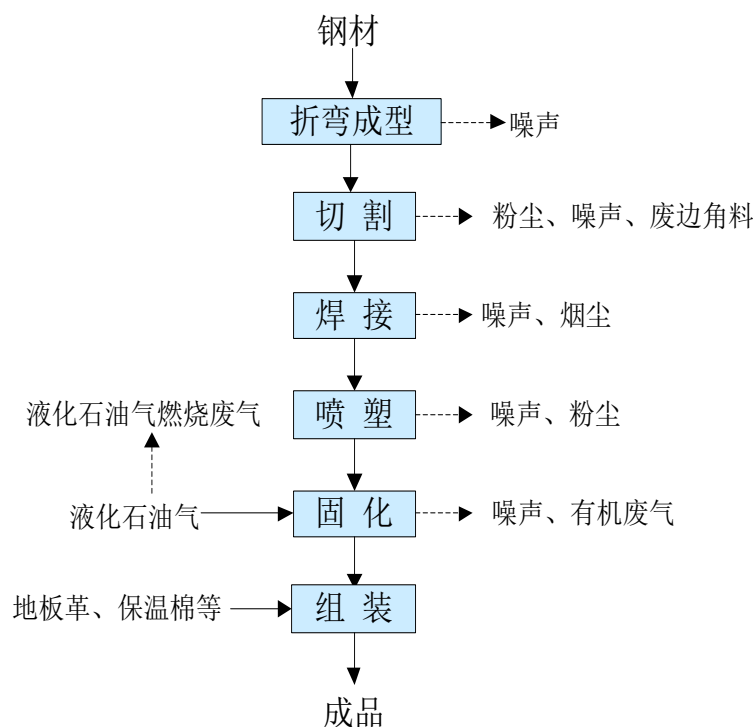 钢材
折弯成型
噪声
切 割
粉尘、噪声、废边角料
焊 接
噪声、烟尘
液化石油气燃烧废气
喷 塑
噪声、粉尘
液化石油气
固 化
噪声、有机废气
地板革、保温棉等
组 装
成品